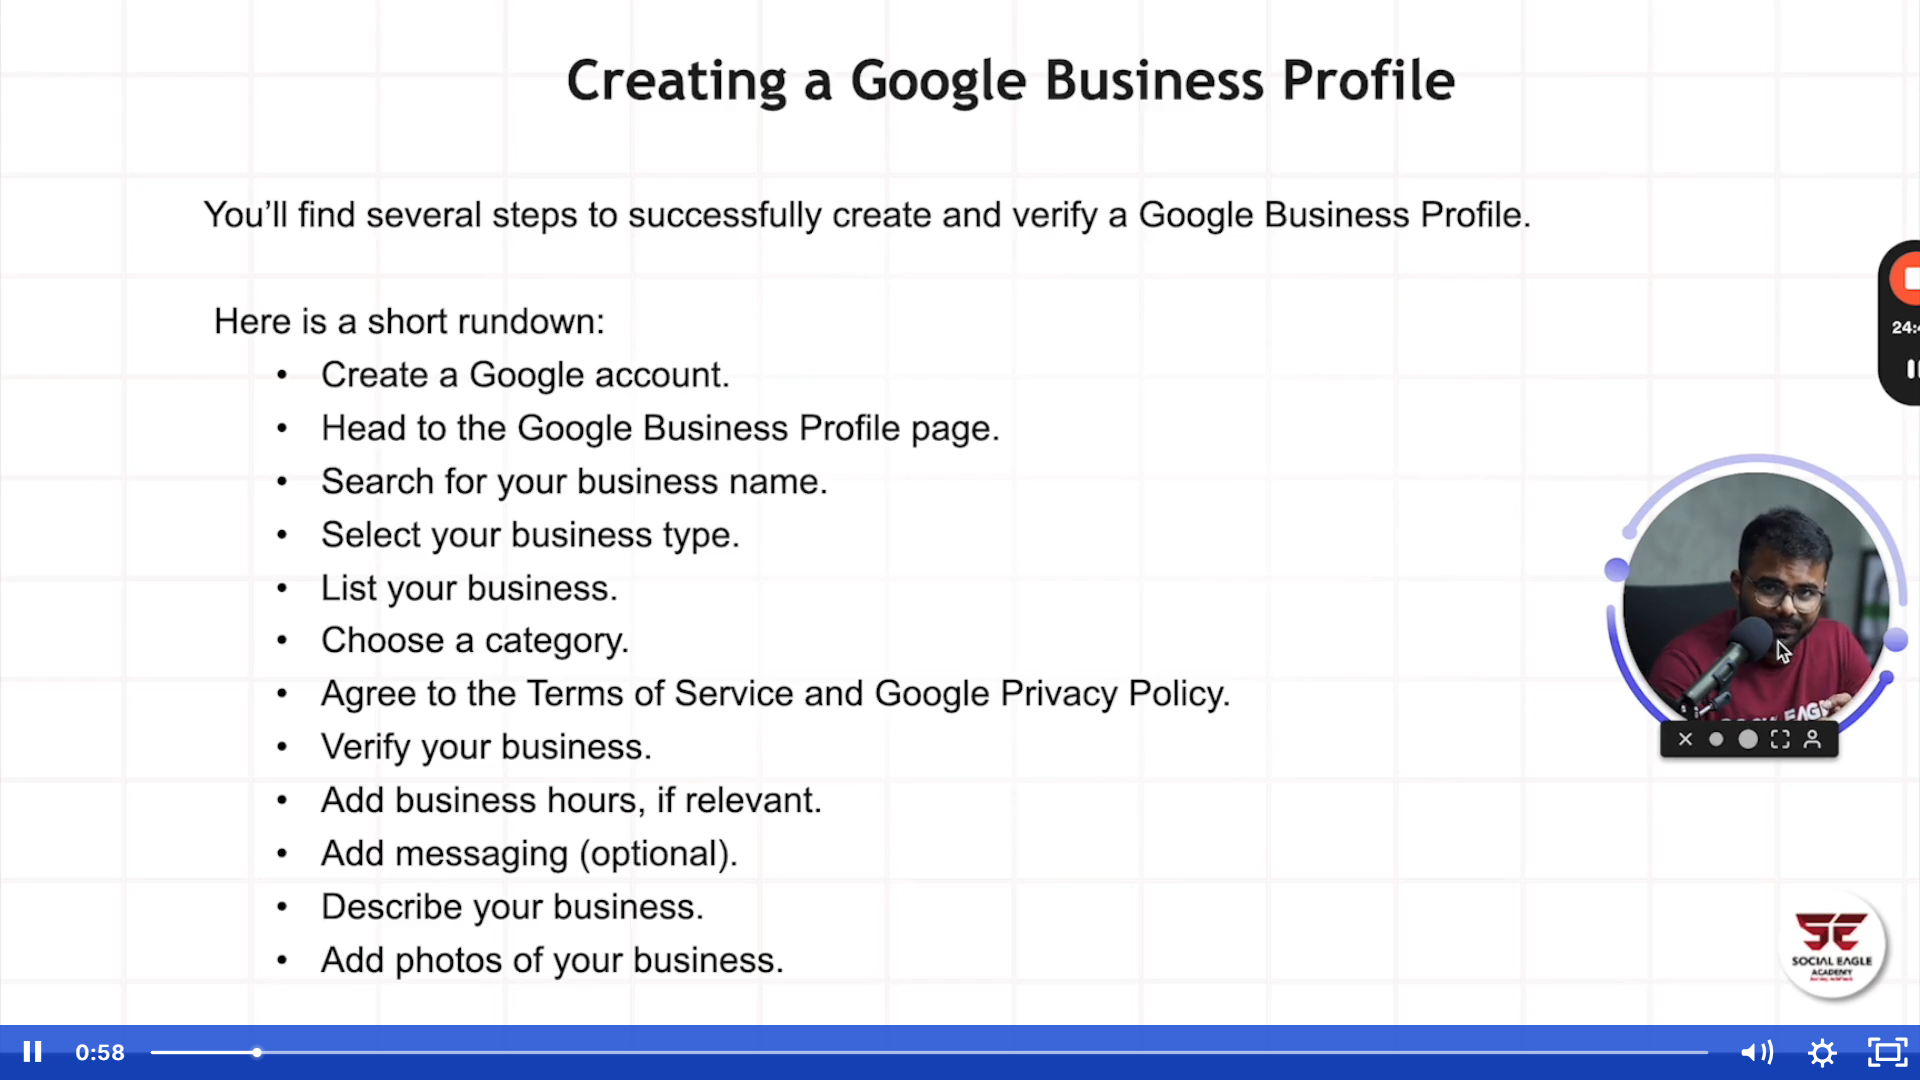 Creating a Google Business Profile
You’ll find several steps to successfully create and verify a Google Business Profile.
Here is a short rundown:
• Create a Google account.
• Head to the Google Business Profile page.
• Search for your business name.
• Select your business type.
• List your business.
• Choose a category.
• Agree to the Terms of Service and Google Privacy Policy.
• Verify your business.
• Add business hours, if relevant.
• Add messaging (optional).
• Describe your business.
• Add photos of your business.
24:
SE
SOCIAL EAGLE
ACADEMY
0:58